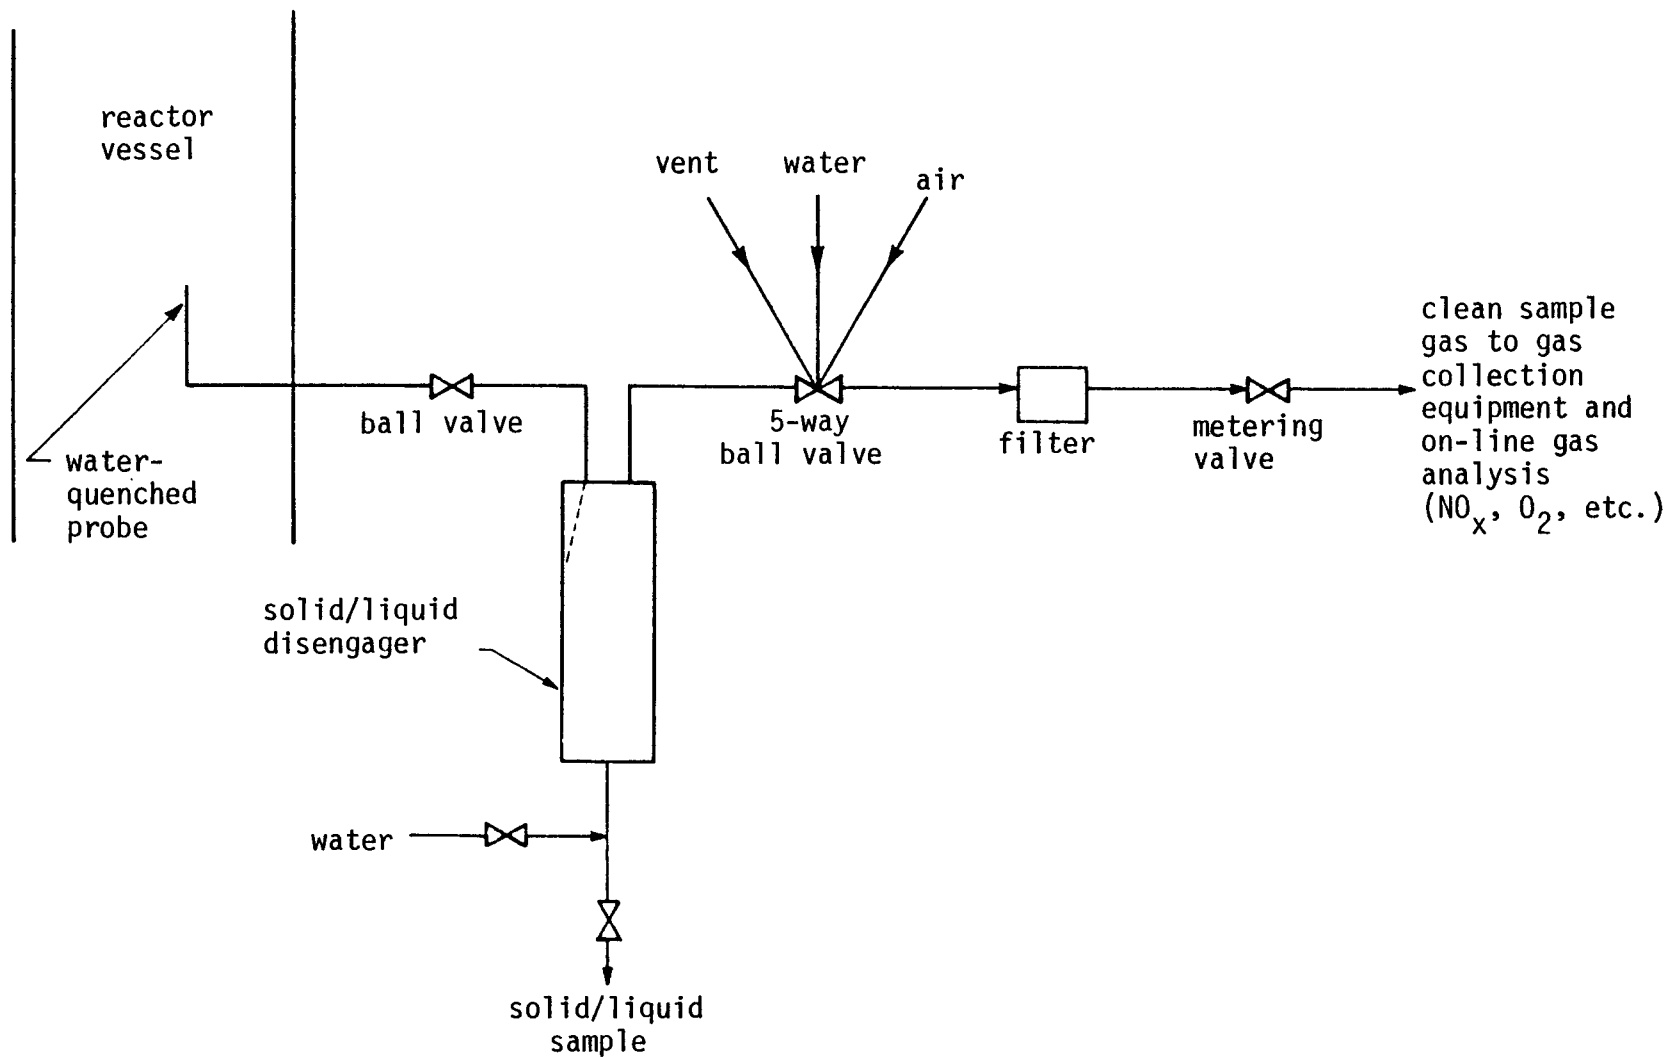 reactor
vessel
vent
water
air
clean sample
gas to gas
collection
equipment and
on-line gas
analysis
(NOx, O2, etc.)
ball valve
5-way
ball valve
filter
metering
valve
water-
quenched
probe
solid/liquid
disengager
water
solid/liquid
sample